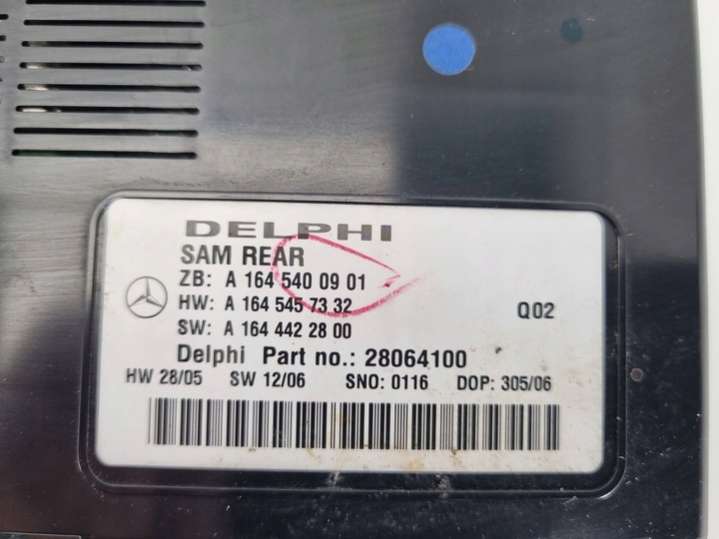 DELPHI
SAM REAR
ZB: A 164 540 09 01
HW: A 164 545 73 32
Q02
SW: A 164 442 28 00
Delphi Part no.: 28064100
HW 28/05 SW 12/06 SNO: 0116 DOP: 305/06